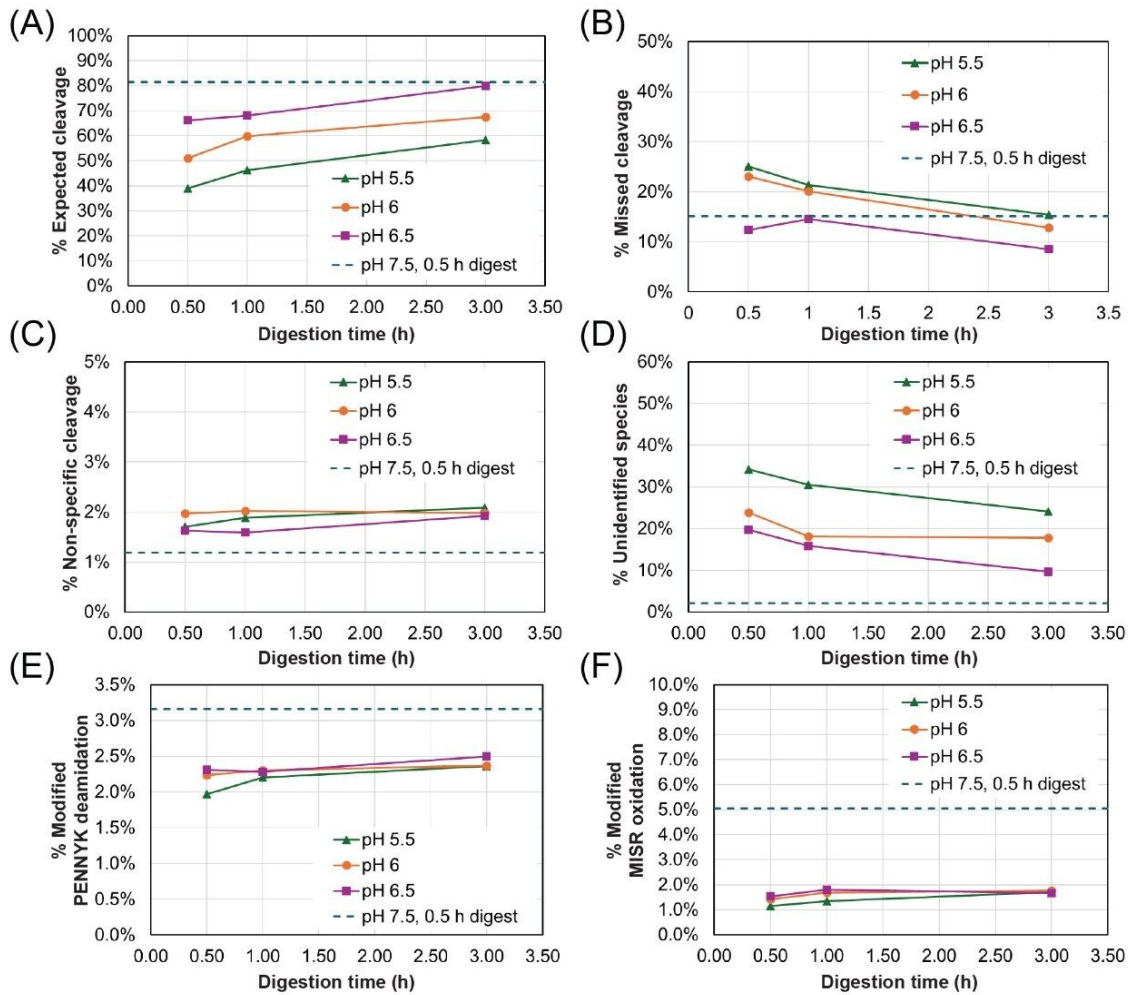 (A)
% Expected cleavage
100%
90%
80%
70%
60%
50%
40%
30%
20%
10%
0%
pH 5.5
pH 6
pH 6.5
pH 7.5, 0.5 h digest
0.00 0.50 1.00 1.50 2.00 2.50 3.00 3.50
Digestion time (h)
(B)
% Missed cleavage
50%
40%
30%
20%
10%
0%
pH 5.5
pH 6
pH 6.5
pH 7.5, 0.5 h digest
0 0.5 1 1.5 2 2.5 3 3.5
Digestion time (h)
(C)
% Non-specific cleavage
5%
4%
3%
2%
1%
0%
pH 5.5
pH 6
pH 6.5
pH 7.5, 0.5 h digest
0.00 0.50 1.00 1.50 2.00 2.50 3.00 3.50
Digestion time (h)
(D)
% Unidentified species
60%
50%
40%
30%
20%
10%
0%
pH 5.5
pH 6
pH 6.5
pH 7.5, 0.5 h digest
0.00 0.50 1.00 1.50 2.00 2.50 3.00 3.50
Digestion time (h)
(E)
% Modified
PENNYK deamidation
3.5%
3.0%
2.5%
2.0%
1.5%
1.0%
0.5%
0.0%
pH 5.5
pH 6
pH 6.5
pH 7.5, 0.5 h digest
0.00 0.50 1.00 1.50 2.00 2.50 3.00 3.50
Digestion time (h)
(F)
% Modified
MISR oxidation
10.0%
9.0%
8.0%
7.0%
6.0%
5.0%
4.0%
3.0%
2.0%
1.0%
0.0%
pH 5.5
pH 6
pH 6.5
pH 7.5, 0.5 h digest
0.00 0.50 1.00 1.50 2.00 2.50 3.00 3.50
Digestion time (h)